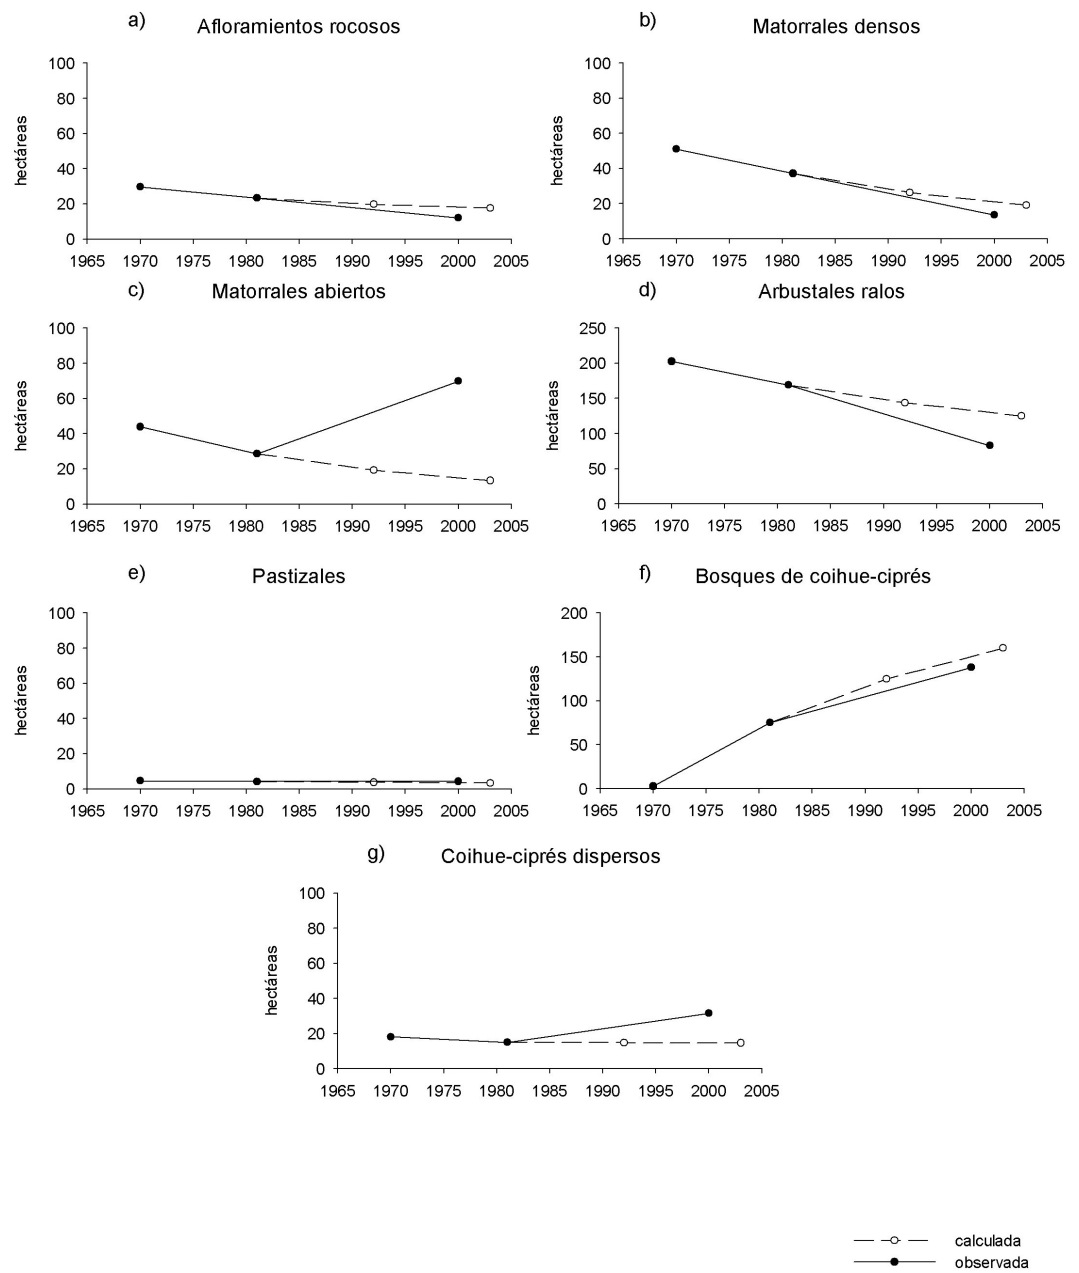 a) Afloramientos rocosos
100
80
60
40
20
0
hectáreas
1965 1970 1975 1980 1985 1990 1995 2000 2005
b) Matorrales densos
100
80
60
40
20
0
hectáreas
1965 1970 1975 1980 1985 1990 1995 2000 2005
c) Matorrales abiertos
100
80
60
40
20
0
hectáreas
1965 1970 1975 1980 1985 1990 1995 2000 2005
d) Arbustales ralos
250
200
150
100
50
0
hectáreas
1965 1970 1975 1980 1985 1990 1995 2000 2005
e) Pastizales
100
80
60
40
20
0
hectáreas
1965 1970 1975 1980 1985 1990 1995 2000 2005
f) Bosques de coihue-ciprés
200
150
100
50
0
hectáreas
1965 1970 1975 1980 1985 1990 1995 2000 2005
g) Coihue-ciprés dispersos
100
80
60
40
20
0
hectáreas
1965 1970 1975 1980 1985 1990 1995 2000 2005
calculada
observada